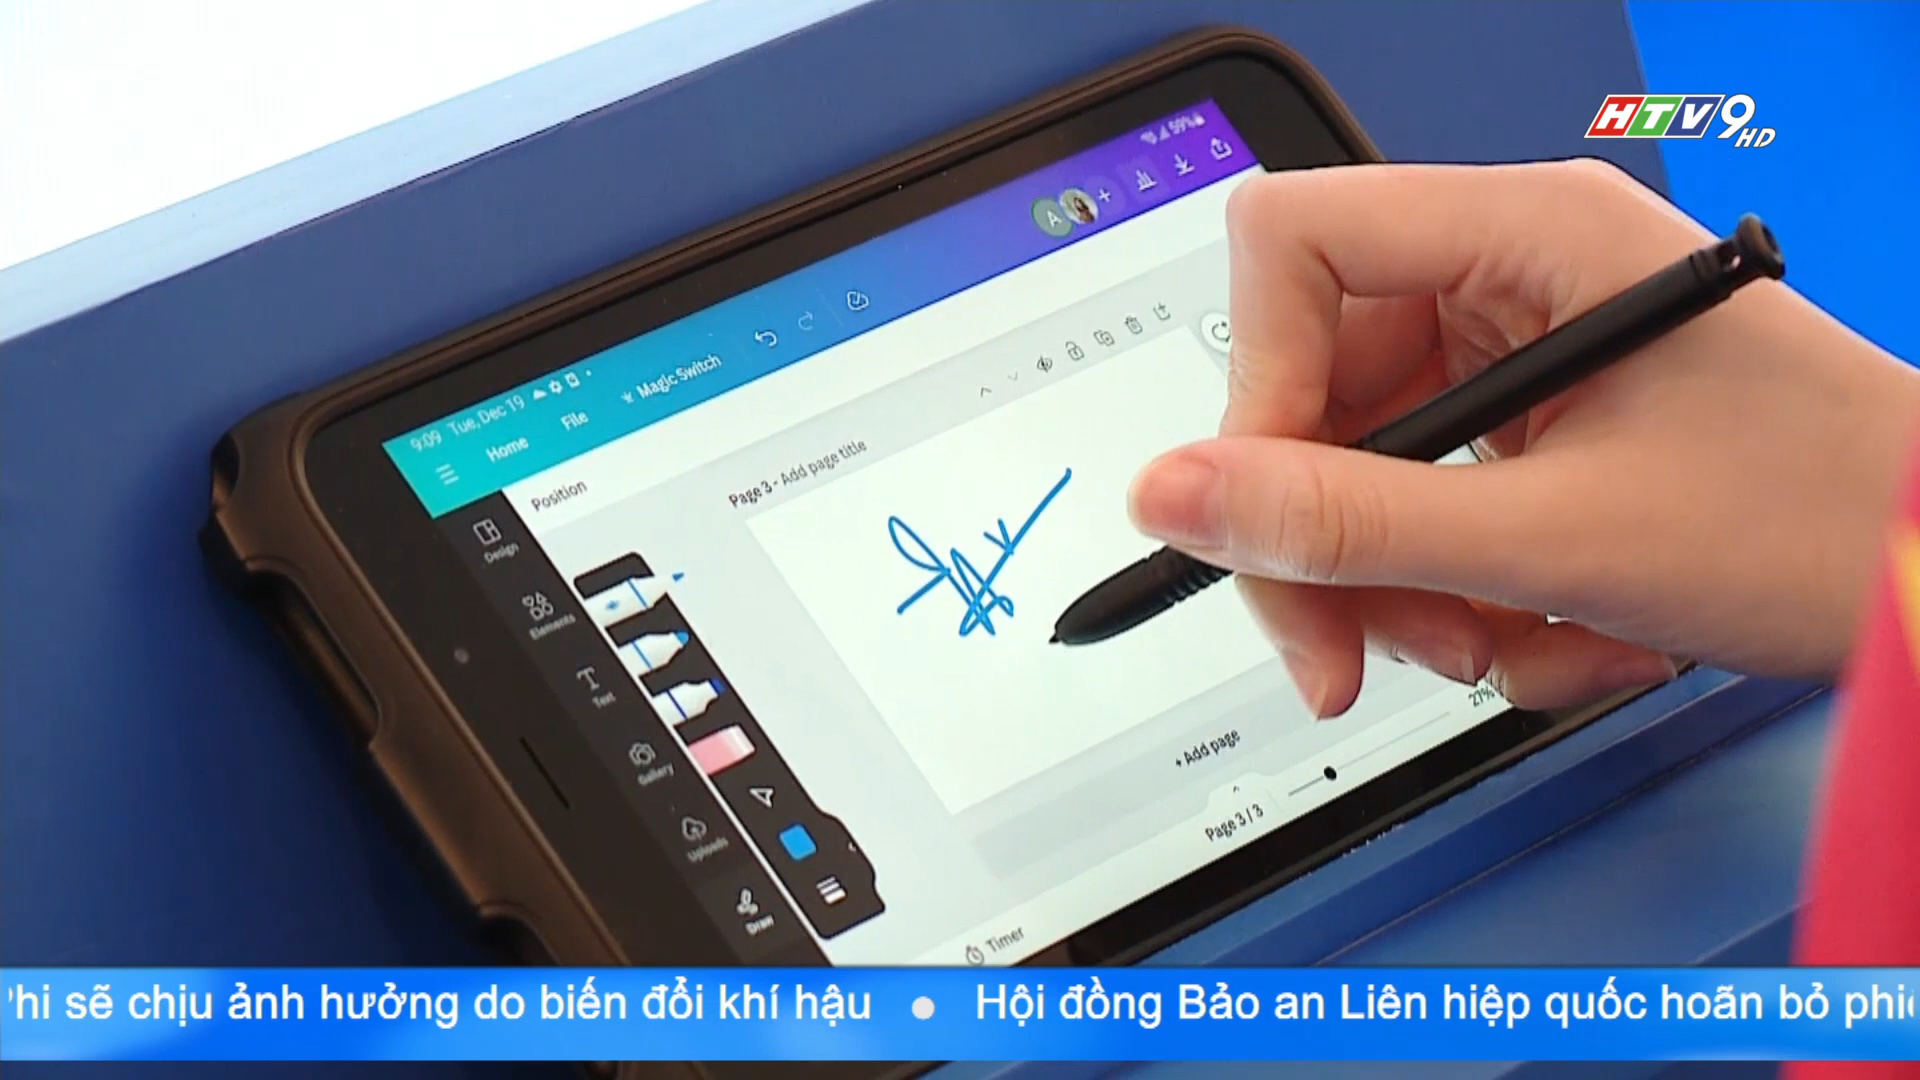 HTV9 HD
59%
9:09 Tue, Dec 19
Home File Magic Switch
A
Position
Design
Elements
Text
Gallery
Uploads
Draw
Page 3 - Add page title
+ Add page
27%
Page 3 / 3
Timer
Phi sẽ chịu ảnh hưởng do biến đổi khí hậu ● Hội đồng Bảo an Liên hiệp quốc hoãn bỏ